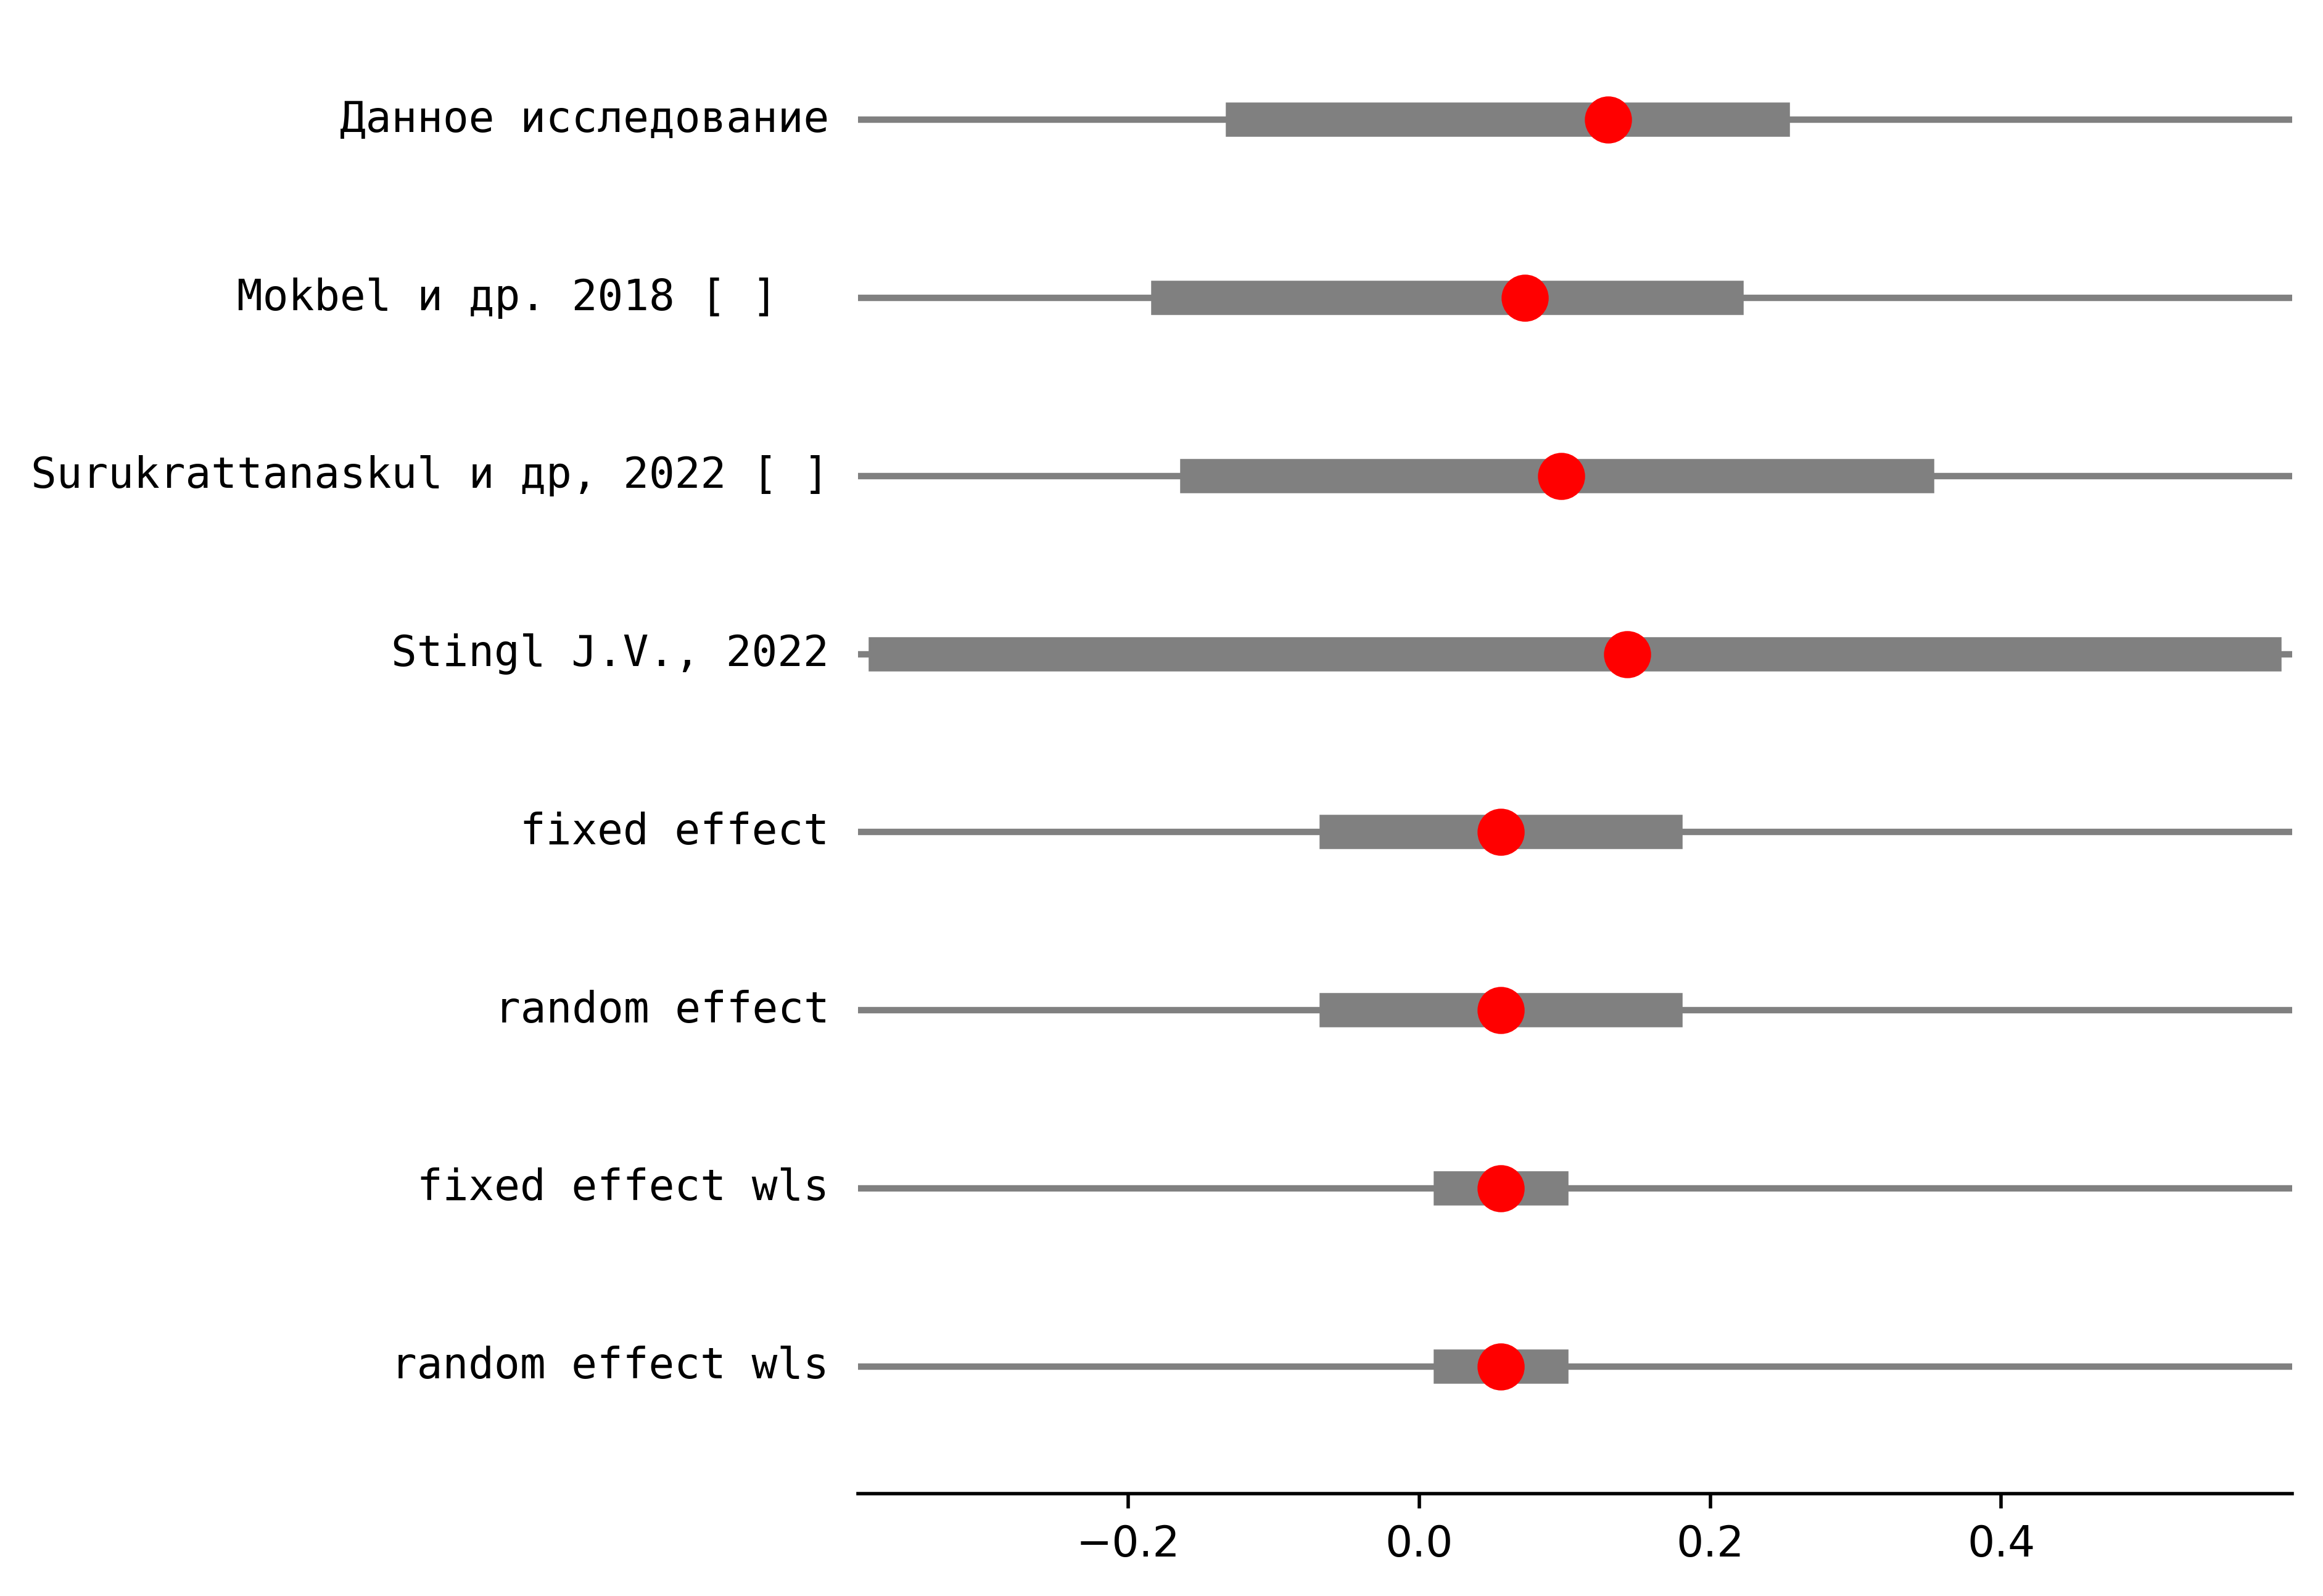 Данное исследование
Mokbel и др. 2018 [ ]
Surukrattanaskul и др, 2022 [ ]
Stingl J.V., 2022
fixed effect
random effect
fixed effect wls
random effect wls
−0.2 0.0 0.2 0.4